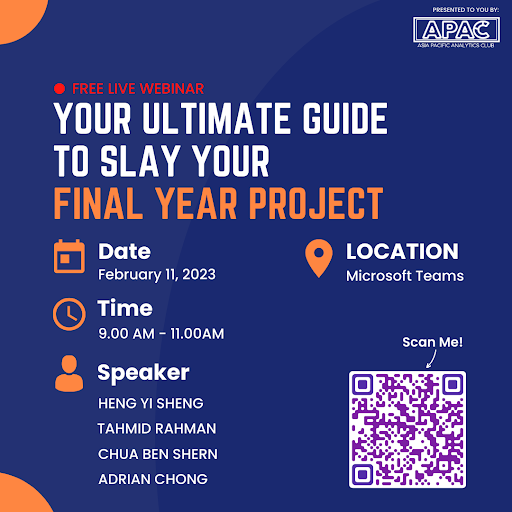 PRESENTED TO YOU BY:
APAC
ASIA PACIFIC ANALYTICS CLUB
FREE LIVE WEBINAR
YOUR ULTIMATE GUIDE
TO SLAY YOUR
FINAL YEAR PROJECT
Date
February 11, 2023
LOCATION
Microsoft Teams
Time
9.00 AM - 11.00AM
Scan Me!
Speaker
HENG YI SHENG
TAHMID RAHMAN
CHUA BEN SHERN
ADRIAN CHONG